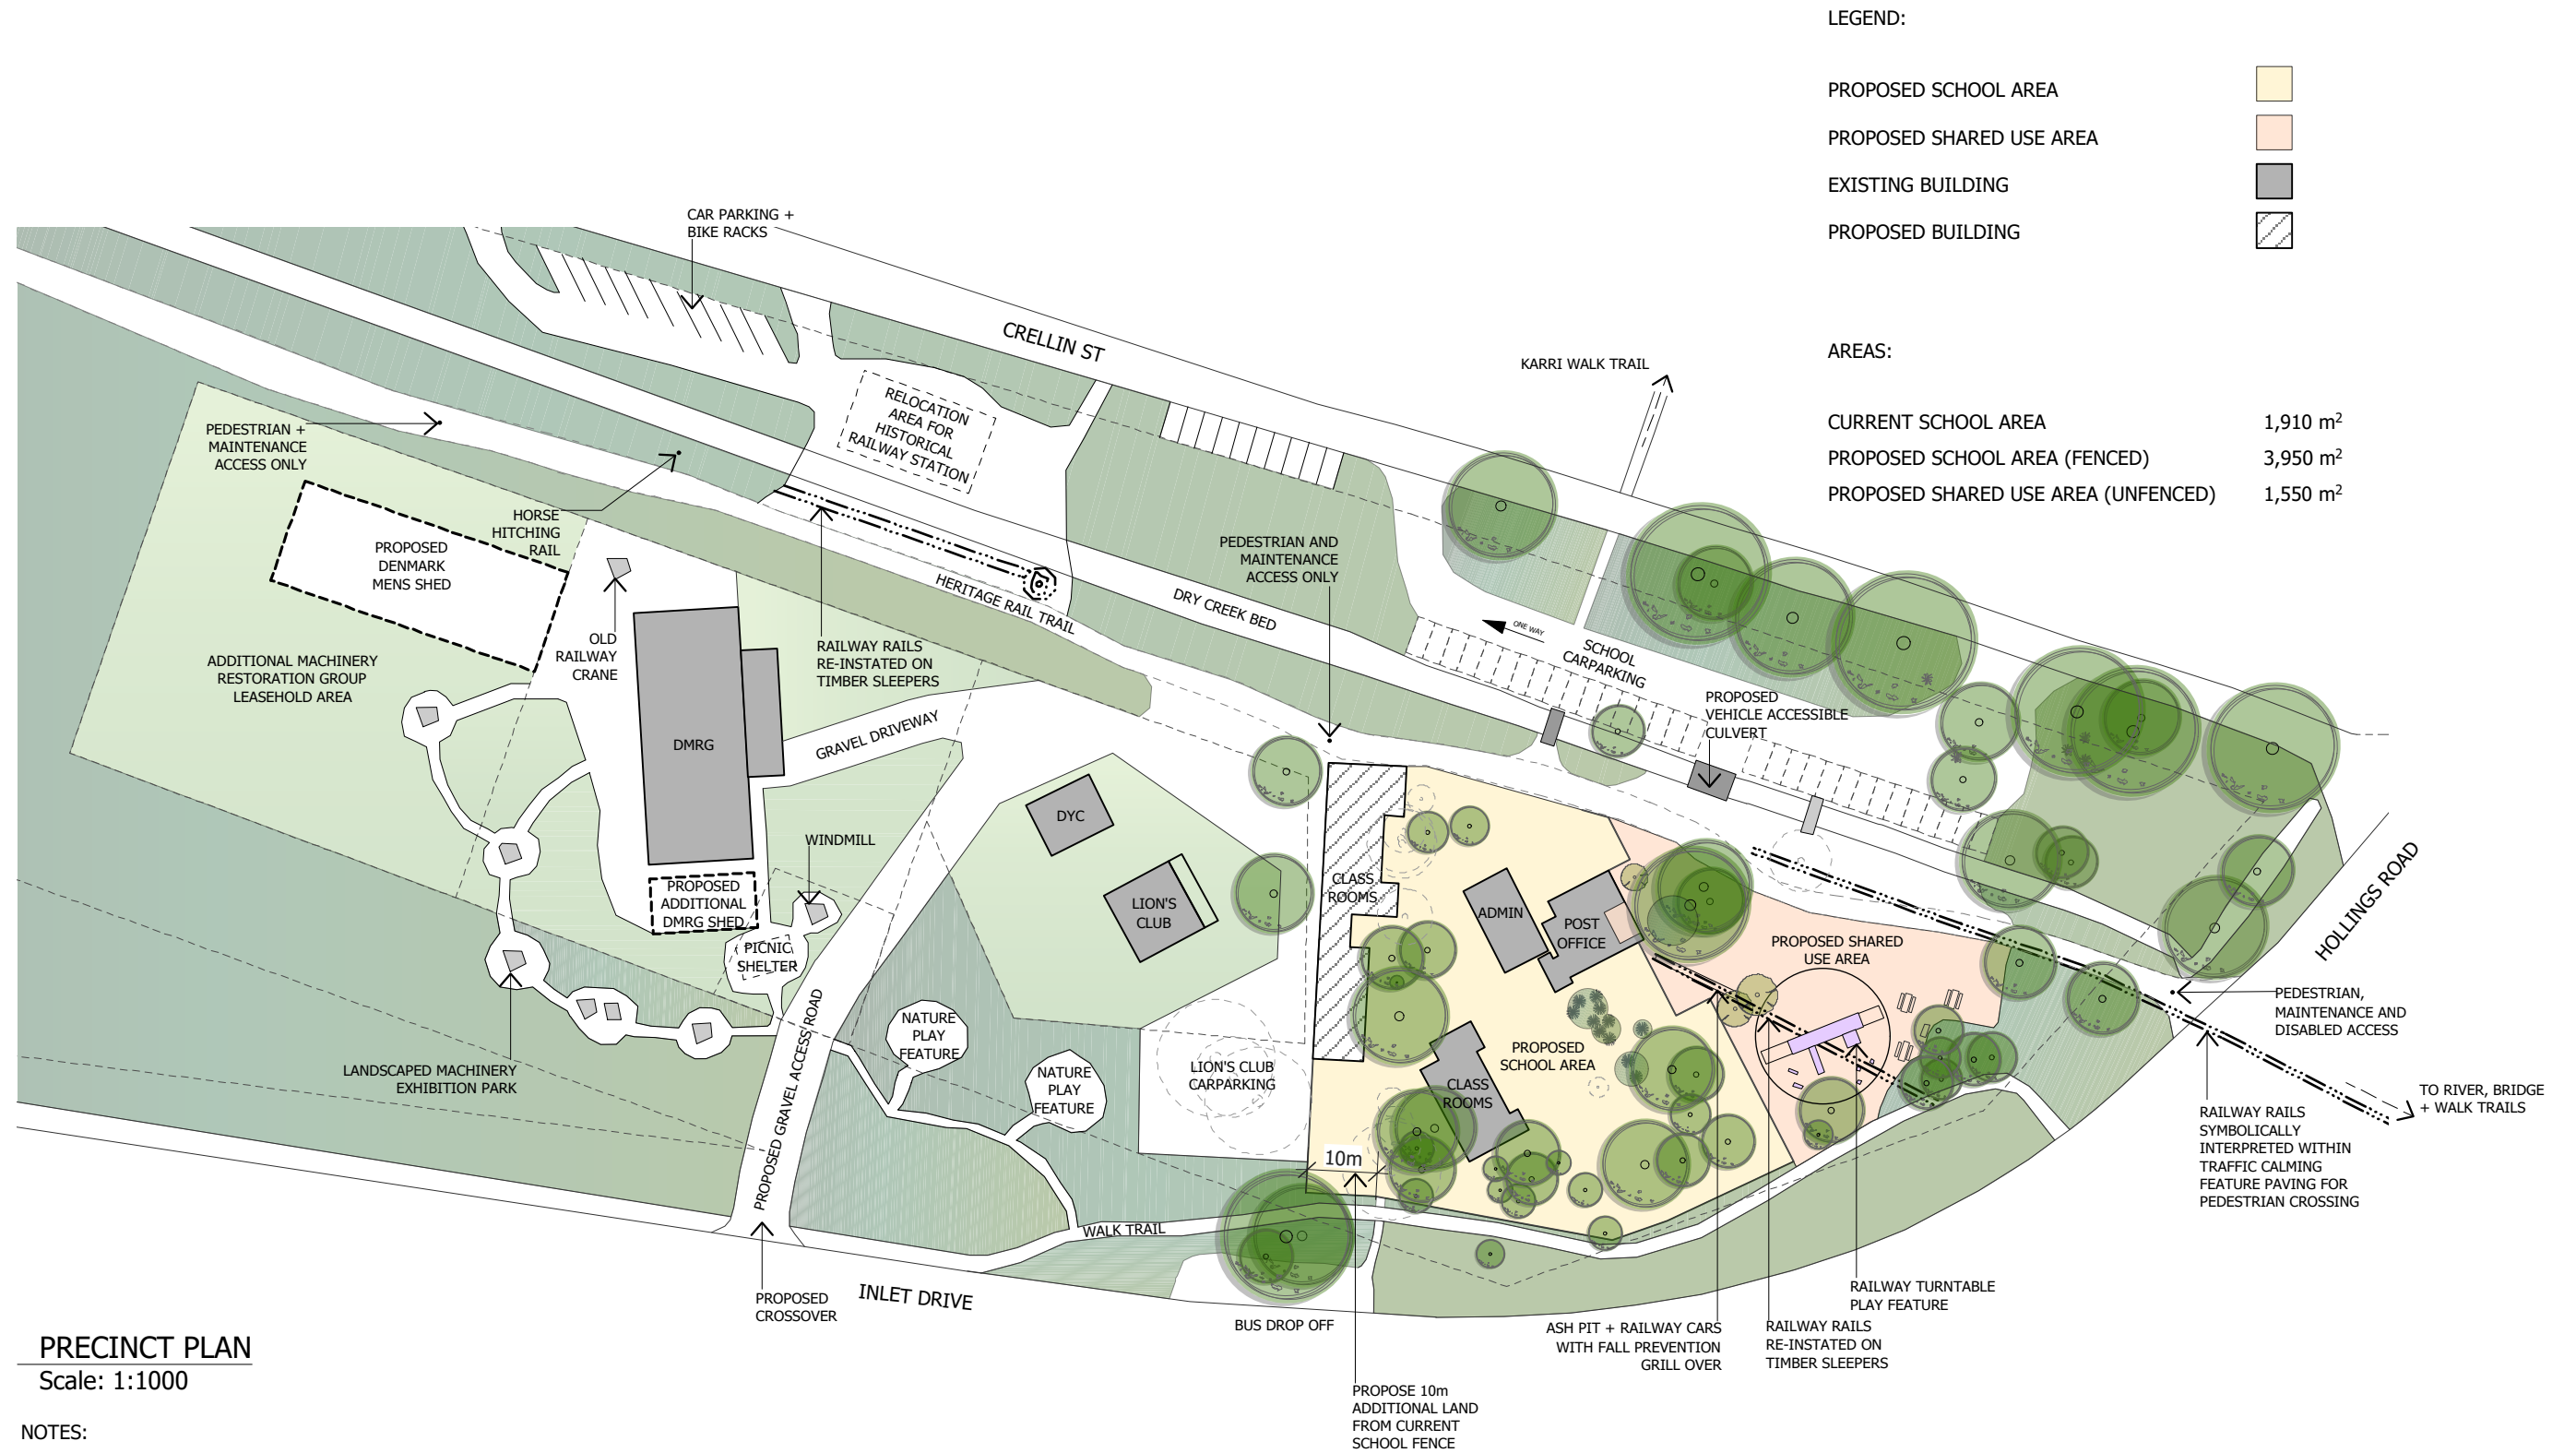 LEGEND:
PROPOSED SCHOOL AREA
PROPOSED SHARED USE AREA
EXISTING BUILDING
PROPOSED BUILDING
AREAS:
CURRENT SCHOOL AREA 1,910 m²
PROPOSED SCHOOL AREA (FENCED) 3,950 m²
PROPOSED SHARED USE AREA (UNFENCED) 1,550 m²
CAR PARKING +
BIKE RACKS
CRELLIN ST
KARRI WALK TRAIL
RELOCATION
AREA FOR
HISTORICAL
RAILWAY STATION
PEDESTRIAN +
MAINTENANCE
ACCESS ONLY
HORSE
HITCHING
RAIL
PROPOSED
DENMARK
MENS SHED
PEDESTRIAN AND
MAINTENANCE
ACCESS ONLY
HERITAGE RAIL TRAIL
DRY CREEK BED
ONE WAY
SCHOOL
CARPARKING
OLD
RAILWAY
CRANE
RAILWAY RAILS
RE-INSTATED ON
TIMBER SLEEPERS
ADDITIONAL MACHINERY
RESTORATION GROUP
LEASEHOLD AREA
PROPOSED
VEHICLE ACCESSIBLE
CULVERT
DMRG
GRAVEL DRIVEWAY
DYC
WINDMILL
LION'S
CLUB
CLASS
ROOMS
ADMIN
POST
OFFICE
HOLLINGS ROAD
PROPOSED
ADDITIONAL
DMRG SHED
PICNIC
SHELTER
PROPOSED SHARED
USE AREA
PEDESTRIAN,
MAINTENANCE AND
DISABLED ACCESS
NATURE
PLAY
FEATURE
PROPOSED GRAVEL ACCESS ROAD
LANDSCAPED MACHINERY
EXHIBITION PARK
NATURE
PLAY
FEATURE
LION'S CLUB
CARPARKING
PROPOSED
SCHOOL AREA
CLASS
ROOMS
TO RIVER, BRIDGE
+ WALK TRAILS
RAILWAY RAILS
SYMBOLICALLY
INTERPRETED WITHIN
TRAFFIC CALMING
FEATURE PAVING FOR
PEDESTRIAN CROSSING
10m
WALK TRAIL
PROPOSED
CROSSOVER
INLET DRIVE
BUS DROP OFF
RAILWAY TURNTABLE
PLAY FEATURE
ASH PIT + RAILWAY CARS
WITH FALL PREVENTION
GRILL OVER
RAILWAY RAILS
RE-INSTATED ON
TIMBER SLEEPERS
PROPOSE 10m
ADDITIONAL LAND
FROM CURRENT
SCHOOL FENCE
PRECINCT PLAN
Scale: 1:1000
NOTES: